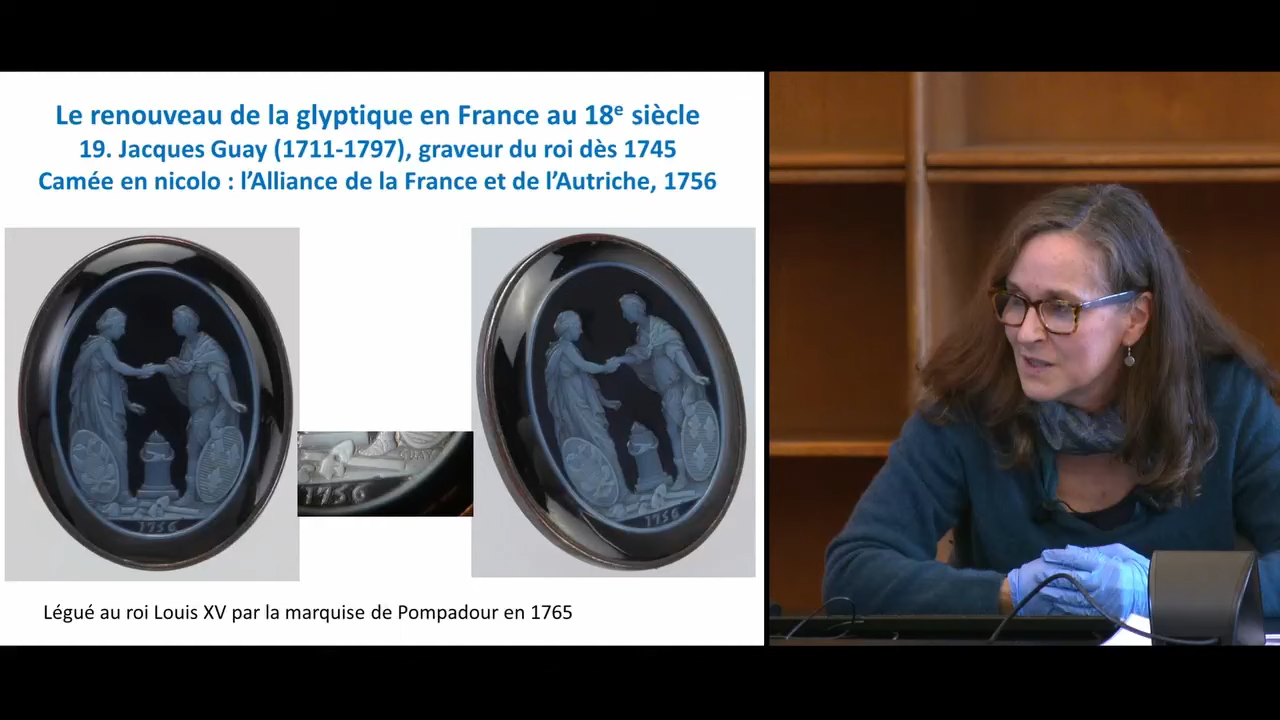 Le renouveau de la glyptique en France au 18e siècle
19. Jacques Guay (1711-1797), graveur du roi dès 1745
Camée en nicolo : l’Alliance de la France et de l’Autriche, 1756
1756
GUAY
1756
1756
Légué au roi Louis XV par la marquise de Pompadour en 1765